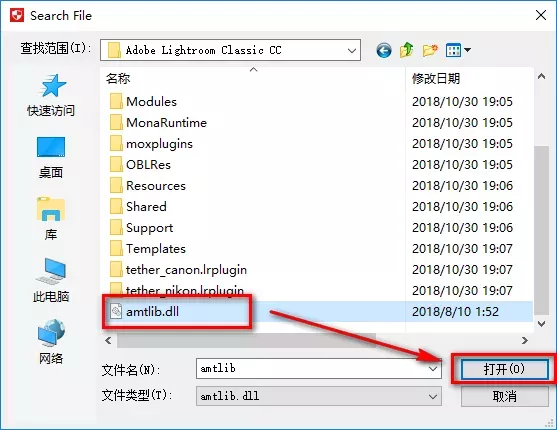 Search File
查找范围(I):
Adobe Lightroom Classic CC
名称
修改日期
Modules
2018/10/30 19:05
MonaRuntime
2018/10/30 19:05
moxplugins
2018/10/30 19:05
OBLRes
2018/10/30 19:05
Resources
2018/10/30 19:06
Shared
2018/10/30 19:06
Support
2018/10/30 19:06
Templates
2018/10/30 19:07
tether_canon.lrplugin
2018/10/30 19:07
tether_nikon.lrplugin
2018/10/30 19:07
amtlib.dll
2018/8/10 1:52
快速访问
桌面
库
此电脑
网络
文件名(N):
amtlib
打开(O)
文件类型(T):
amtlib.dll
取消